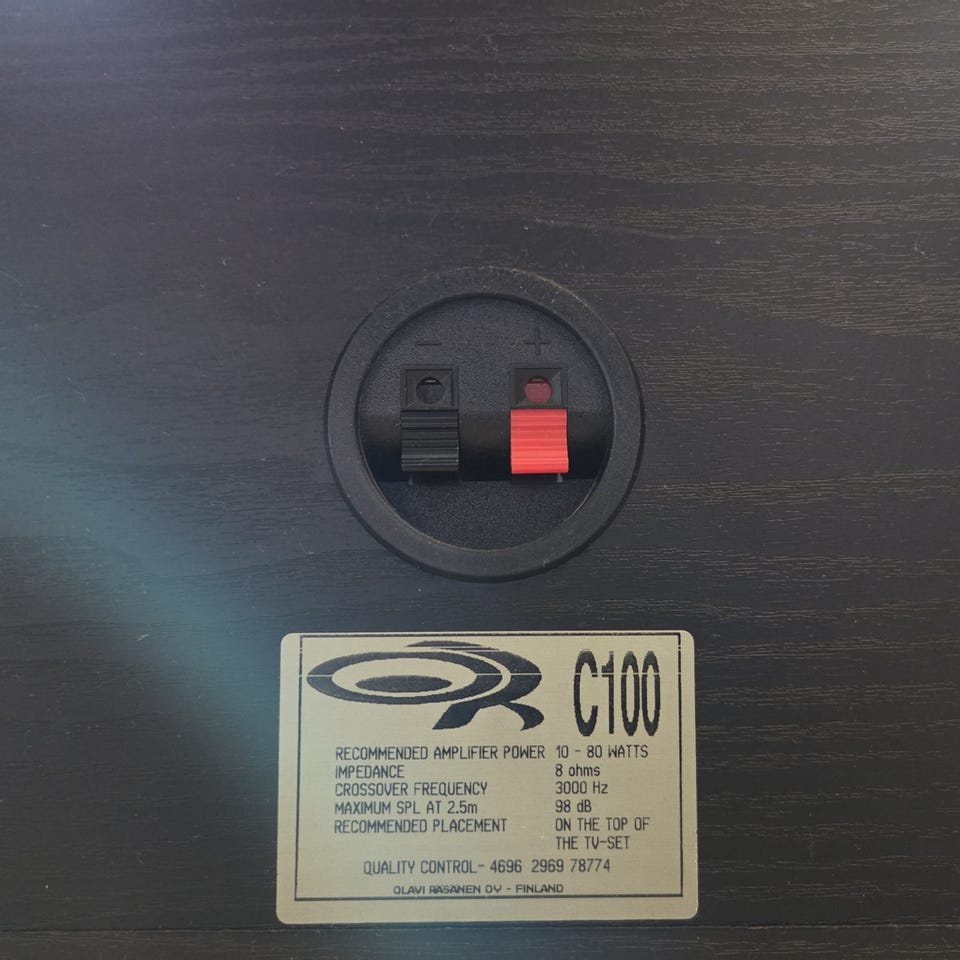 − +
OR C100
RECOMMENDED AMPLIFIER POWER 10 - 80 WATTS
IMPEDANCE 8 ohms
CROSSOVER FREQUENCY 3000 Hz
MAXIMUM SPL AT 2.5m 98 dB
RECOMMENDED PLACEMENT ON THE TOP OF
THE TV-SET
QUALITY CONTROL- 4696 2969 78774
OLAVI RÄSÄNEN OY - FINLAND